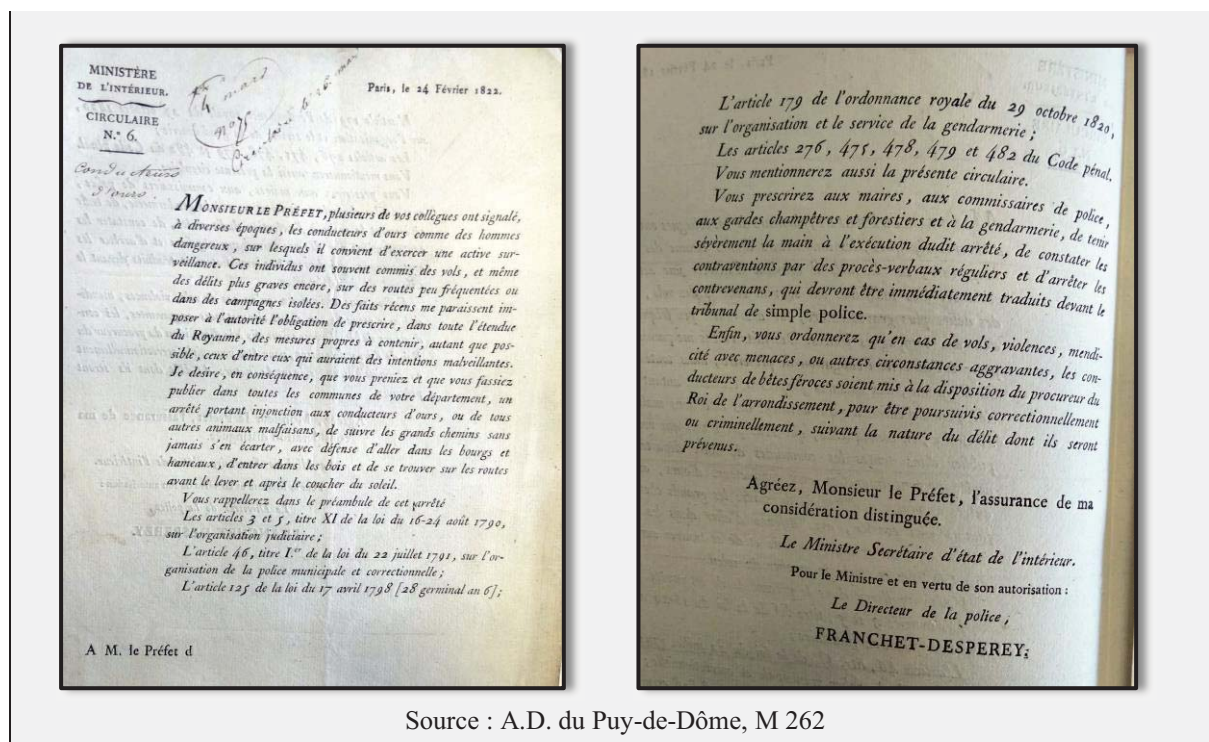 MINISTÈRE
DE L'INTÉRIEUR.
CIRCULAIRE
N.° 6.
Conducteurs
d'ours
4 mars
Paris, le 24 Février 1822.
MONSIEUR LE PRÉFET, plusieurs de vos collègues ont signalé,
à diverses époques, les conducteurs d'ours comme des hommes
dangereux, sur lesquels il convient d'exercer une active sur-
veillance. Ces individus ont souvent commis des vols, et même
des délits plus graves encore, sur des routes peu fréquentées ou
dans des campagnes isolées. Des faits récens me paraissent im-
poser à l'autorité l'obligation de prescrire, dans toute l'étendue
du Royaume, des mesures propres à contenir, autant que pos-
sible, ceux d'entre eux qui auraient des intentions malveillantes.
Je desire, en conséquence, que vous preniez et que vous fassiez
publier dans toutes les communes de votre département, un
arrêté portant injonction aux conducteurs d'ours, ou de tous
autres animaux malfaisans, de suivre les grands chemins sans
jamais s'en écarter, avec défense d'aller dans les bourgs et
hameaux, d'entrer dans les bois et de se trouver sur les routes
avant le lever et après le coucher du soleil.
Vous rappellerez dans le préambule de cet arrêté
Les articles 3 et 5, titre XI de la loi du 16-24 août 1790,
sur l'organisation judiciaire;
L'article 46, titre I.er de la loi du 22 juillet 1791, sur l'or-
ganisation de la police municipale et correctionnelle;
L'article 125 de la loi du 17 avril 1798 [28 germinal an 6];
A M. le Préfet d
L'article 179 de l'ordonnance royale du 29 octobre 1820,
sur l'organisation et le service de la gendarmerie;
Les articles 276, 475, 478, 479 et 482 du Code pénal.
Vous mentionnerez aussi la présente circulaire.
Vous prescrirez aux maires, aux commissaires de police,
aux gardes champêtres et forestiers et à la gendarmerie, de tenir
sévèrement la main à l'exécution dudit arrêté, de constater les
contraventions par des procès-verbaux réguliers et d'arrêter les
contrevenans, qui devront être immédiatement traduits devant le
tribunal de simple police.
Enfin, vous ordonnerez qu'en cas de vols, violences, mendi-
cité avec menaces, ou autres circonstances aggravantes, les con-
ducteurs de bêtes féroces soient mis à la disposition du procureur du
Roi de l'arrondissement, pour être poursuivis correctionnellement
ou criminellement, suivant la nature du délit dont ils seront
prévenus.
Agréez, Monsieur le Préfet, l'assurance de ma
considération distinguée.
Le Ministre Secrétaire d'état de l'intérieur.
Pour le Ministre et en vertu de son autorisation :
Le Directeur de la police,
FRANCHET-DESPEREY;
Source : A.D. du Puy-de-Dôme, M 262